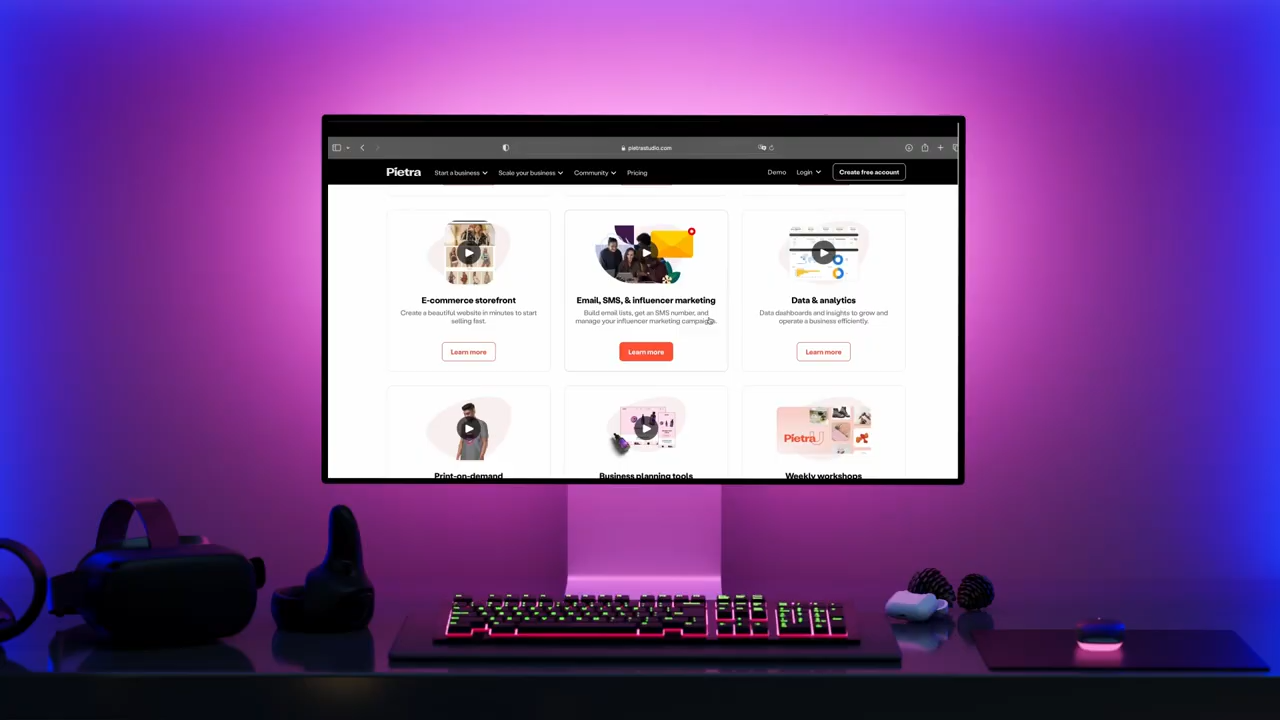 pietrastudio.com
Pietra Start a business Scale your business Community Pricing Demo Login Create free account
E-commerce storefront
Create a beautiful website in minutes to start
selling fast.
Learn more
Email, SMS, & influencer marketing
Build email lists, get an SMS number, and
manage your influencer marketing campaigns.
Learn more
Data & analytics
Data dashboards and insights to grow and
operate a business efficiently.
Learn more
Print-on-demand
Business planning tools
Pietra U
Weekly workshops